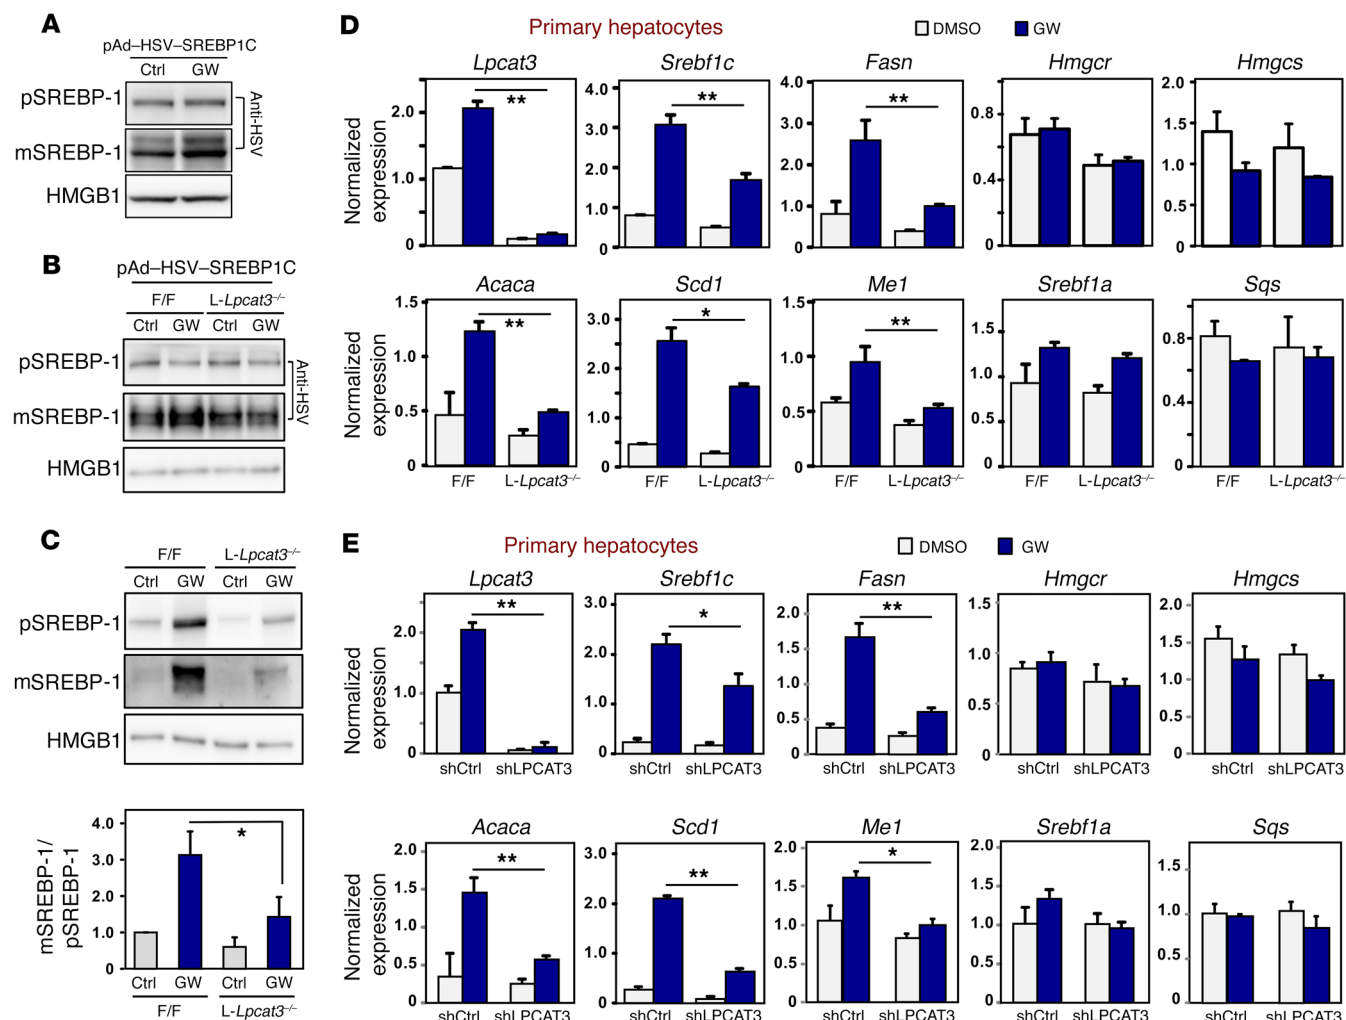 A
pAd–HSV–SREBP1C
Ctrl GW
pSREBP-1
mSREBP-1
HMGB1
Anti-HSV
B
pAd–HSV–SREBP1C
F/F L-Lpcat3–/–
Ctrl GW Ctrl GW
pSREBP-1
mSREBP-1
HMGB1
Anti-HSV
C
F/F L-Lpcat3–/–
Ctrl GW Ctrl GW
pSREBP-1
mSREBP-1
HMGB1
mSREBP-1/
pSREBP-1
4.0
3.0
2.0
1.0
0
*
Ctrl GW Ctrl GW
F/F L-Lpcat3–/–
D
Primary hepatocytes
DMSO GW
Normalized
expression
Lpcat3
2.0
1.0
0
**
Srebf1c
4.0
3.0
2.0
1.0
0
**
Fasn
4.0
3.0
2.0
1.0
0
**
Hmgcr
0.8
0.4
0
Hmgcs
2.0
1.5
1.0
0.5
0
Normalized
expression
Acaca
1.5
1.0
0.5
0
**
F/F L-Lpcat3–/–
Scd1
3.0
2.0
1.0
0
*
F/F L-Lpcat3–/–
Me1
1.5
1.0
0.5
0
**
F/F L-Lpcat3–/–
Srebf1a
1.5
1.0
0.5
0
F/F L-Lpcat3–/–
Sqs
0.8
0.4
0
F/F L-Lpcat3–/–
E
Primary hepatocytes
DMSO GW
Normalized
expression
Lpcat3
2.0
1.0
0
**
shCtrl shLPCAT3
Srebf1c
3.0
2.0
1.0
0
*
shCtrl shLPCAT3
Fasn
2.0
1.5
1.0
0.5
0
**
shCtrl shLPCAT3
Hmgcr
1.5
1.0
0.5
0
shCtrl shLPCAT3
Hmgcs
2.0
1.5
1.0
0.5
0
shCtrl shLPCAT3
Normalized
expression
Acaca
2.0
1.5
1.0
0.5
0
**
shCtrl shLPCAT3
Scd1
3.0
2.0
1.0
0
**
shCtrl shLPCAT3
Me1
2.0
1.5
1.0
0.5
0
*
shCtrl shLPCAT3
Srebf1a
2.0
1.5
1.0
0.5
0
shCtrl shLPCAT3
Sqs
1.5
1.0
0.5
0
shCtrl shLPCAT3